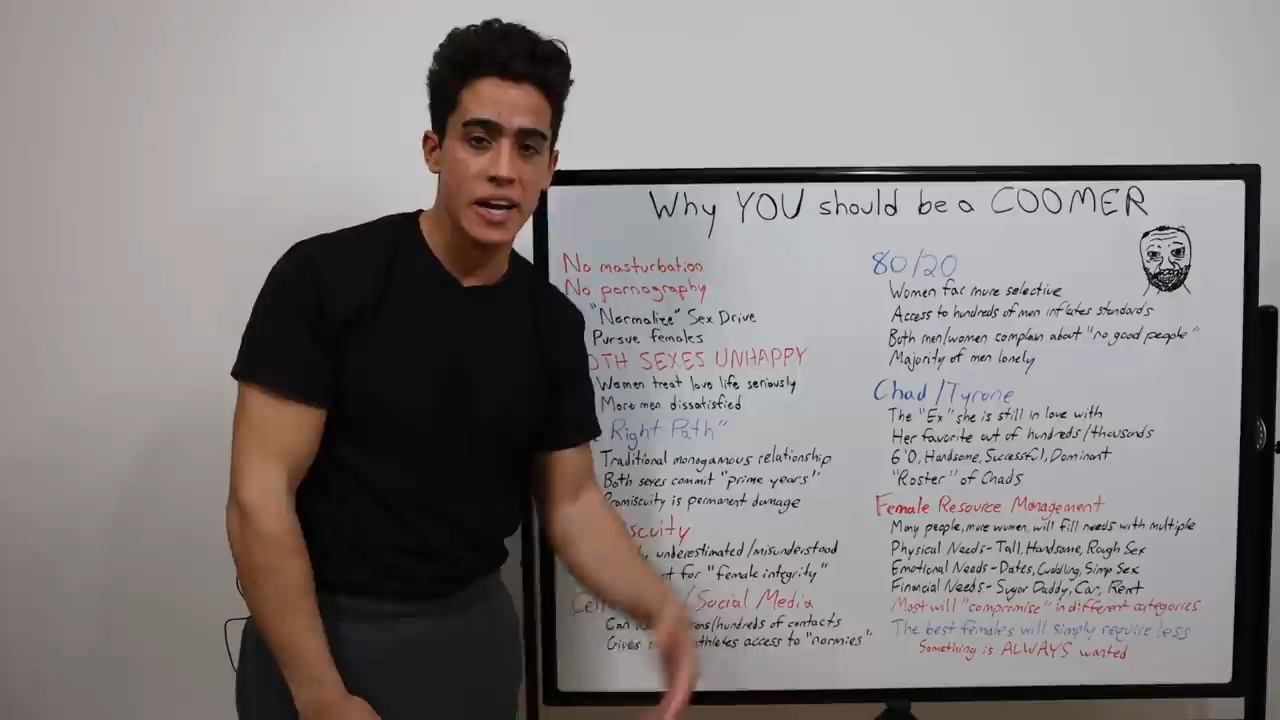 Why YOU should be a COOMER
No masturbation
No pornography
"Normalize" Sex Drive
Pursue females
OTH SEXES UNHAPPY
Women treat love life seriously
More men dissatisfied
Right Path"
Traditional monogamous relationship
Both sexes commit "prime years"
Promiscuity is permanent damage
scuity
underestimated/misunderstood
for "female integrity"
/Social Media
Can ons/hundreds of contacts
Gives athletes access to "normies"
80/20
Women far more selective
Access to hundreds of men inflates standards
Both men/women complain about "no good people"
Majority of men lonely
Chad/Tyrone
The "Ex" she is still in love with
Her favorite out of hundreds/thousands
6'0, Handsome, Successful, Dominant
"Roster" of Chads
Female Resource Management
Many people, more women, will fill needs with multiple
Physical Needs- Tall, Handsome, Rough Sex
Emotional Needs- Dates, Cuddling, Simp Sex
Financial Needs- Sugar Daddy, Car, Rent
Most will "compromise" in different categories
The best females will simply require less
Something is ALWAYS wanted